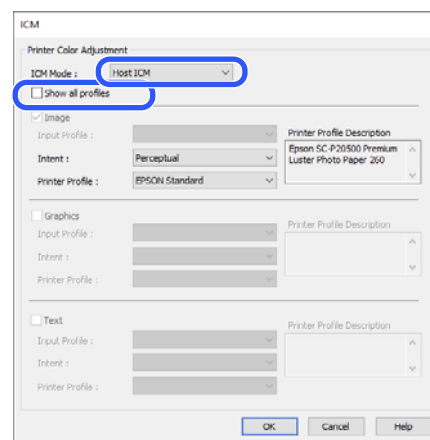 ICM
Printer Color Adjustment
ICM Mode : Host ICM
Show all profiles
Image
Input Profile : Printer Profile Description
Intent : Perceptual Epson SC-P20500 Premium
Luster Photo Paper 260
Printer Profile : EPSON Standard
Graphics
Input Profile : Printer Profile Description
Intent :
Printer Profile :
Text
Input Profile : Printer Profile Description
Intent :
Printer Profile :
OK Cancel Help